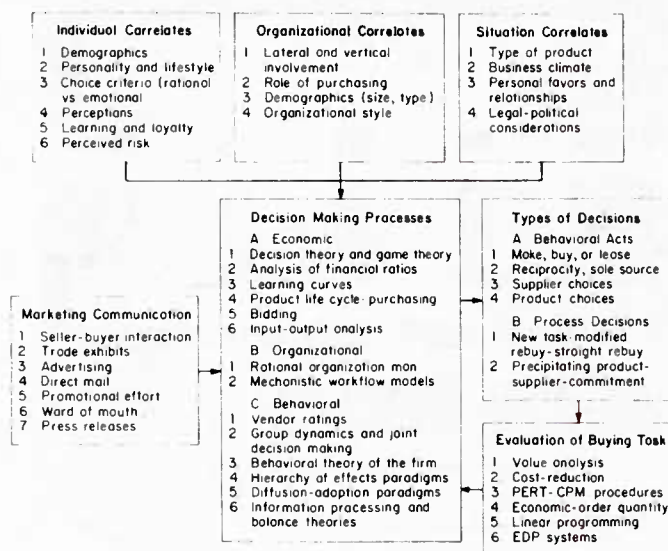 Individual Correlates
1 Demographics
2 Personality and lifestyle
3 Choice criterio (rational
vs emotional
4 Perceptions
5 Learning and loyalty
6 Perceived risk
Organizational Correlates
1 Lateral and vertical
involvement
2 Role of purchasing
3 Demographics (size, type)
4 Organizational style
Situation Correlates
1 Type of product
2 Business climate
3 Personal favors and
relationships
4 Legal-political
considerations
Marketing Communication
1 Seller-buyer interaction
2 Trade exhibits
3 Advertising
4 Direct mail
5 Promotional effort
6 Word of mouth
7 Press releases
Decision Making Processes
A Economic
1 Decision theory and game theory
2 Analysis of financial ratios
3 Learning curves
4 Product life cycle-purchasing
5 Bidding
6 Input-output analysis
B Organizational
1 Rational organization man
2 Mechanistic workflow models
C Behavioral
1 Vendor ratings
2 Group dynamics and joint
decision making
3 Behavioral theory of the firm
4 Hierarchy of effects paradigms
5 Diffusion-adoption paradigms
6 Information processing and
balance theories
Types of Decisions
A Behavioral Acts
1 Make, buy, or lease
2 Reciprocity, sole source
3 Supplier choices
4 Product choices
B Process Decisions
1 New task-modified
rebuy-straight rebuy
2 Precipitating product-
supplier-commitment
Evaluation of Buying Task
1 Value analysis
2 Cost-reduction
3 PERT-CPM procedures
4 Economic-order quantity
5 Linear programming
6 EDP systems